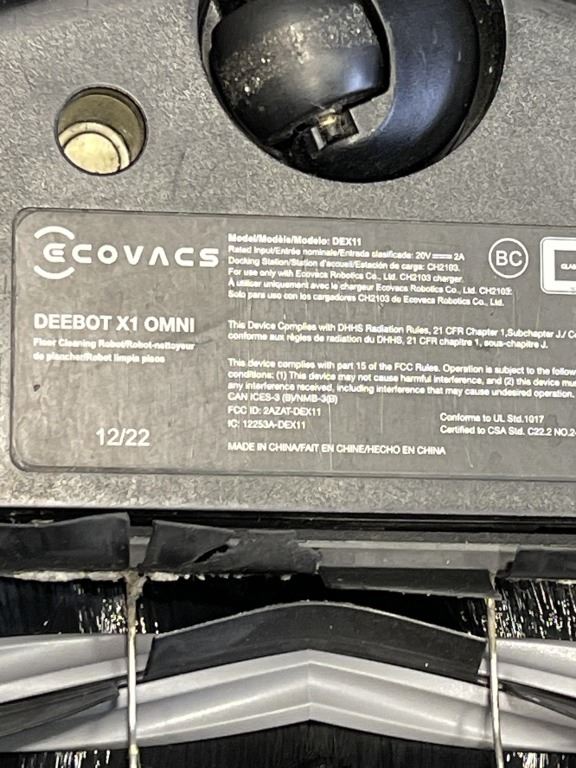 ECOVACS
DEEBOT X1 OMNI
Floor Cleaning Robot/Robot-nettoyeur
de plancher/Robot limpia pisos
12/22
Model/Modèle/Modelo: DEX11
Rated Input/Entrée nominale/Entrada clasificada: 20V 2A
Docking Station/Station d'accueil/Estación de carga: CH2103.
For use only with Ecovacs Robotics Co., Ltd. CH2103 charger.
À utiliser uniquement avec le chargeur Ecovacs Robotics Co., Ltd. CH2103.
Solo para use con los cargadores CH2103 de Ecovacs Robotics Co., Ltd.
BC
This Device Complies with DHHS Radiation Rules, 21 CFR Chapter 1,Subchapter J./
conforme aux règles de radiation du DHHS, 21 CFR chapitre 1, sous-chapitre J.
This device complies with part 15 of the FCC Rules. Operation is subject to the
conditions: (1) This device may not cause harmful interference, and (2) this device
any interference received, including interference that may cause undesired operation.
CAN ICES-3 (B)/NMB-3(B)
FCC ID: 2AZAT-DEX11
IC: 12253A-DEX11
Conforms to UL Std.1017
Certified to CSA Std. C22.2 NO.
MADE IN CHINA/FAIT EN CHINE/HECHO EN CHINA